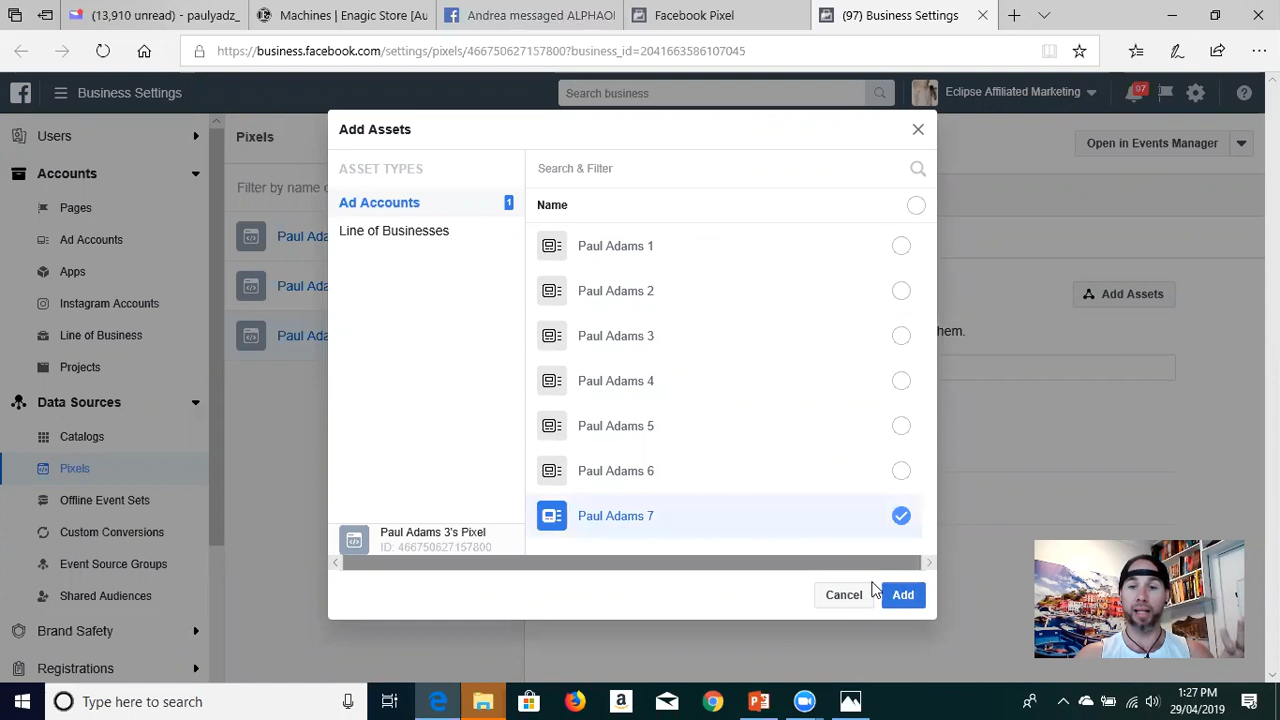 (13,000 unread) - paulyadz
Machines | Enagic Store [Au
Andrea messaged ALPHAO
Facebook Pixel
(97) Business Settings
https://business.facebook.com/settings/pixels/466750627157800?business_id=2041663586107045
Business Settings
Search business
Eclipse Affiliated Marketing
97
Users
Accounts
Pages
Ad Accounts
Apps
Instagram Accounts
Line of Business
Projects
Data Sources
Catalogs
Pixels
Offline Event Sets
Custom Conversions
Event Source Groups
Shared Audiences
Brand Safety
Registrations
Pixels
Filter by name o
Paul Ada
Paul Ada
Paul Ada
Open in Events Manager
Add Assets
hem.
Add Assets
ASSET TYPES
Ad Accounts 1
Line of Businesses
Paul Adams 3's Pixel
ID: 466750627157800
Search & Filter
Name
Paul Adams 1
Paul Adams 2
Paul Adams 3
Paul Adams 4
Paul Adams 5
Paul Adams 6
Paul Adams 7
Cancel
Add
Type here to search
1:27 PM
29/04/2019